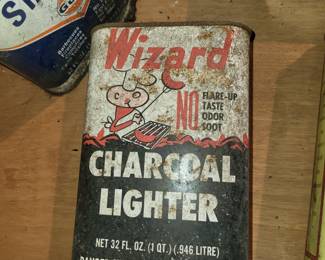 Wizard
NO
FLARE-UP
TASTE
ODOR
SOOT
CHARCOAL
LIGHTER
NET 32 FL. OZ. (1 QT.) (.946 LITRE)